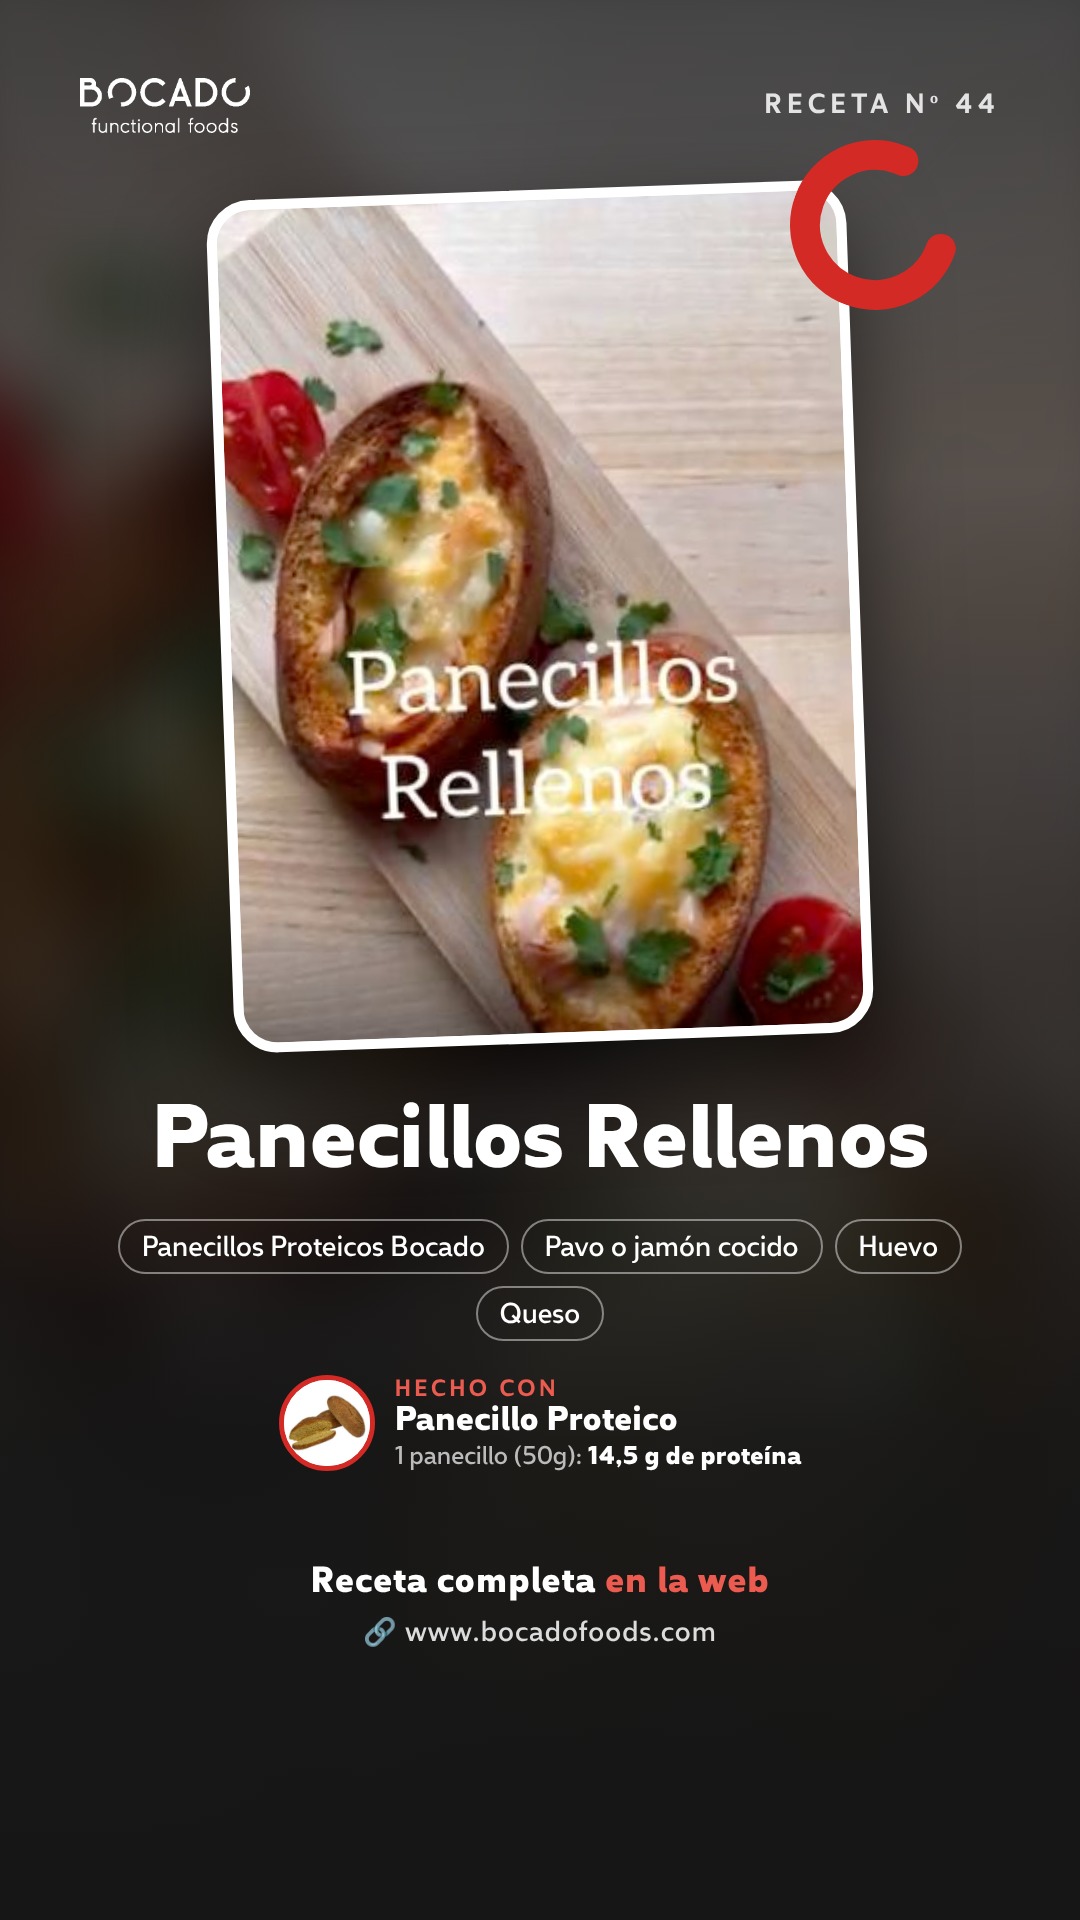 BOCADO
functional foods
RECETA Nº 44
Panecillos
Rellenos
Panecillos Rellenos
Panecillos Proteicos Bocado
Pavo o jamón cocido
Huevo
Queso
HECHO CON
Panecillo Proteico
1 panecillo (50g): 14,5 g de proteína
Receta completa en la web
www.bocadofoods.com